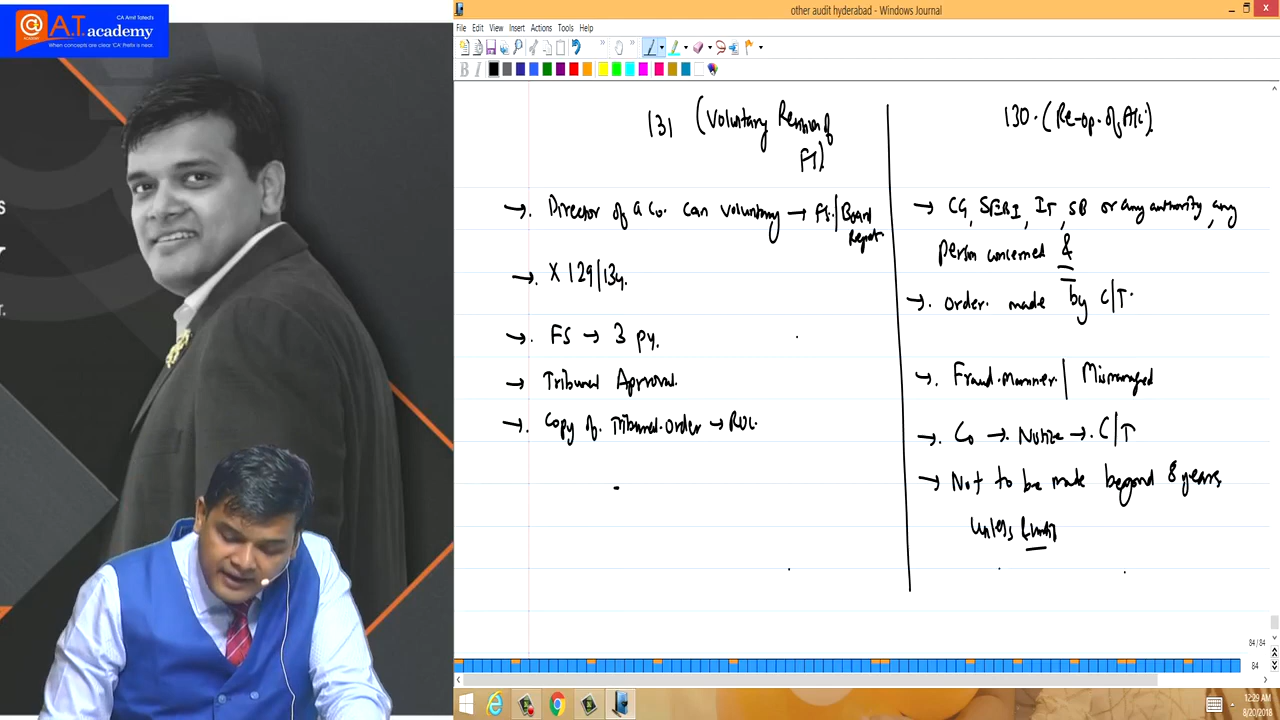 CA Amit Tated's
@ A.T. academy
ACADEMY
When concepts are clear 'CA' Prefix is near.
other audit hyderabad - Windows Journal
File Edit View Insert Actions Tools Help
B I
131 (Voluntary Revision of
FS)
→ Director of a Co. can voluntary → FS/Board
Report
→ X 129/134.
→ FS → 3 py.
→ Tribunal Approval.
→ Copy of Tribunal order → ROC.
130. (Re-op. of A/c)
→ CG, SEBI, IT, SB or any authority, any
person concerned &
→ order made by C/T.
→ Fraud. manner / Mismanaged
→ Co → Notice → C/T
→ Not to be made beyond 8 years
unless
84 / 84
84
12:29 AM
8/20/2018